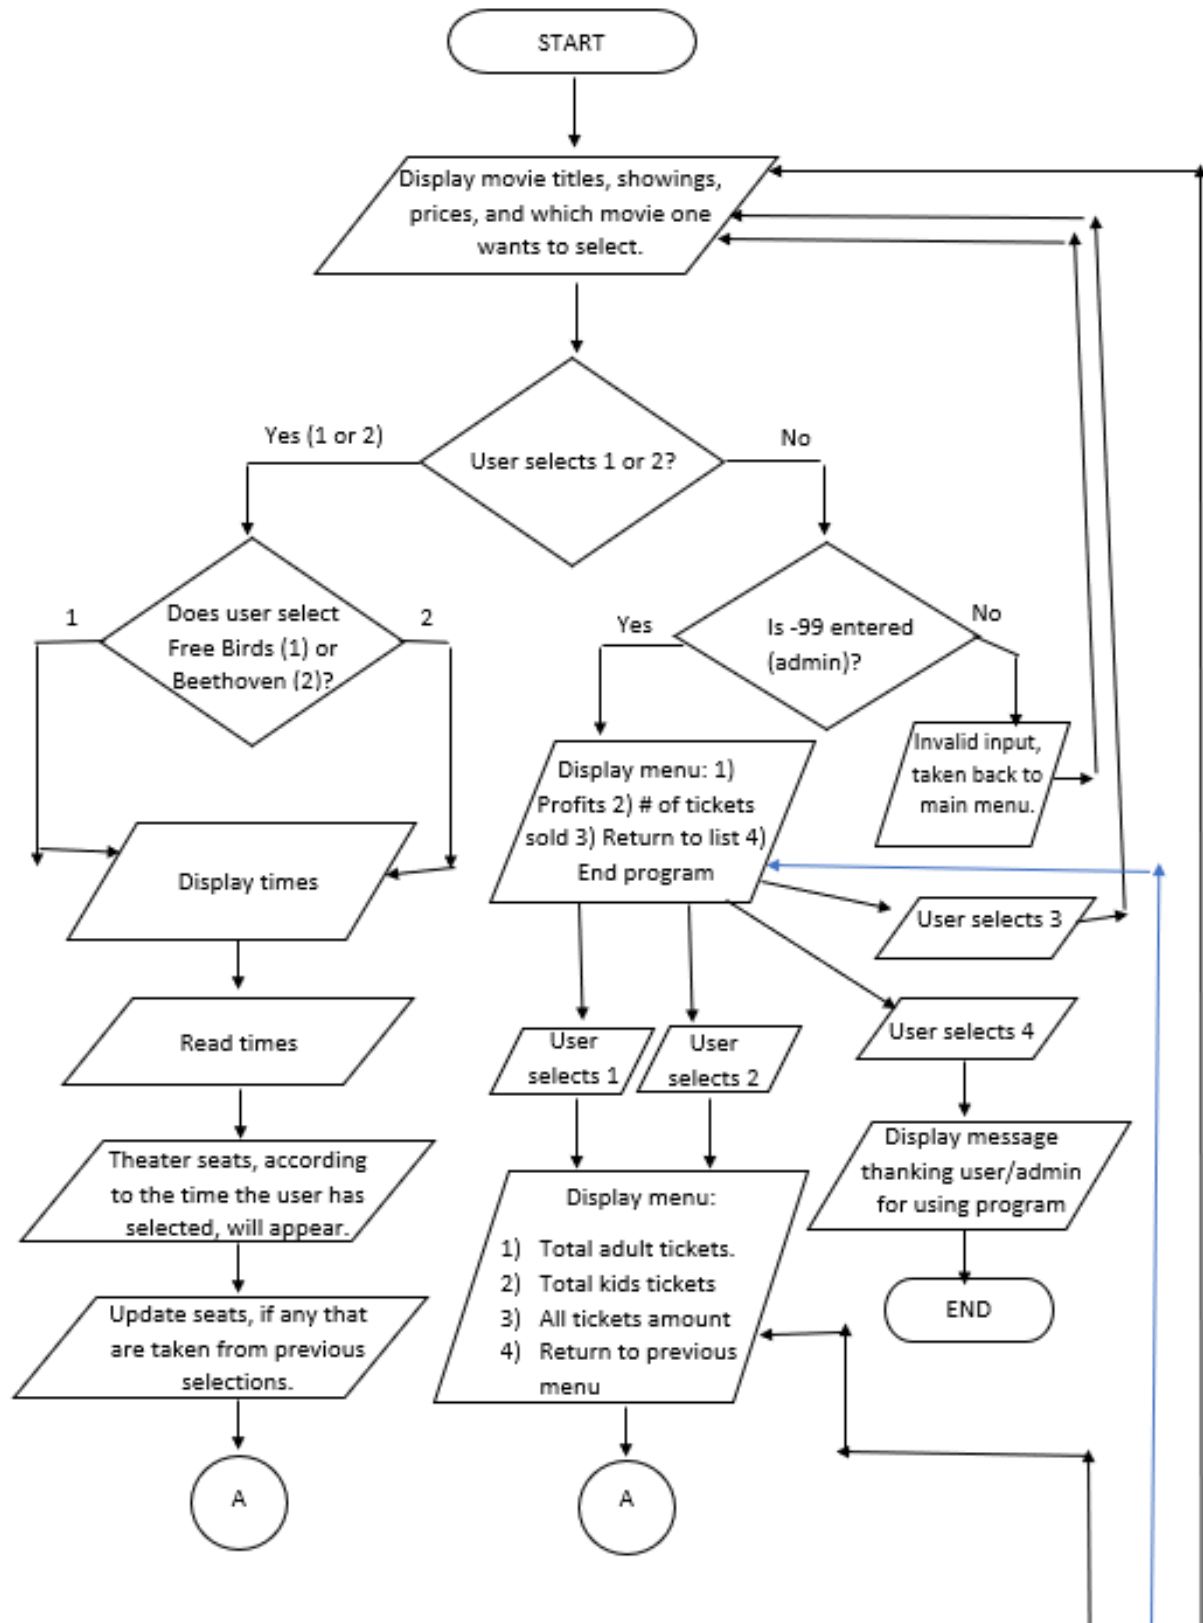 START
Display movie titles, showings,
prices, and which movie one
wants to select.
Yes (1 or 2)
User selects 1 or 2?
No
1
Does user select
Free Birds (1) or
Beethoven (2)?
2
Yes
Is -99 entered
(admin)?
No
Invalid input,
taken back to
main menu.
Display menu: 1)
Profits 2) # of tickets
sold 3) Return to list 4)
End program
Display times
User selects 3
Read times
User
selects 1
User
selects 2
User selects 4
Theater seats, according
to the time the user has
selected, will appear.
Display message
thanking user/admin
for using program
Display menu:
1) Total adult tickets.
2) Total kids tickets
3) All tickets amount
4) Return to previous
menu
END
Update seats, if any that
are taken from previous
selections.
A
A